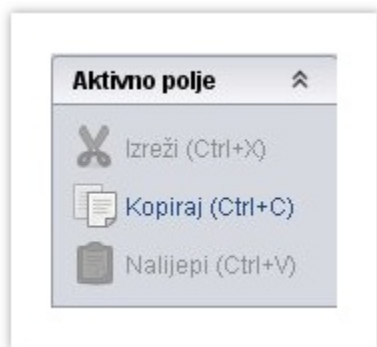 Aktivno polje
Izreži (Ctrl+X)
Kopiraj (Ctrl+C)
Nalijepi (Ctrl+V)